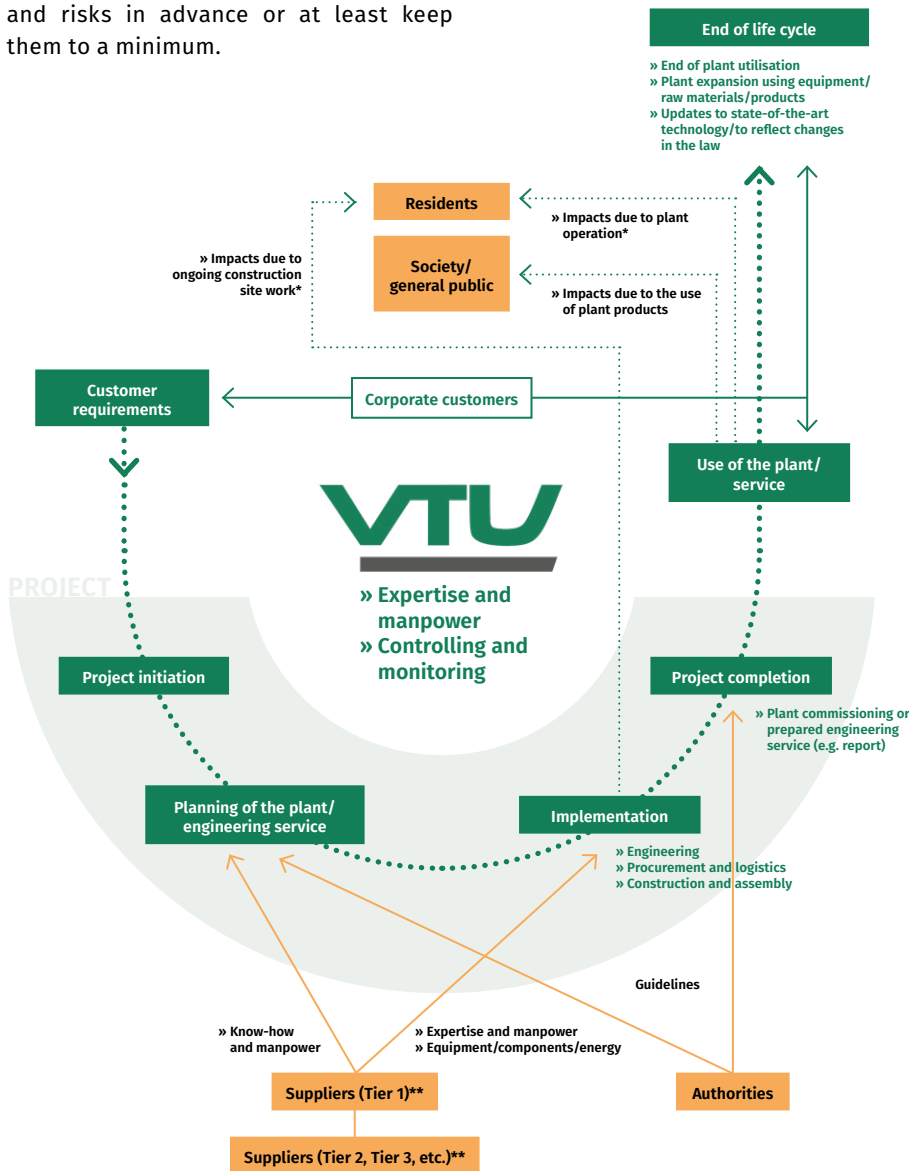 and risks in advance or at least keep
them to a minimum.
End of life cycle
» End of plant utilisation
» Plant expansion using equipment/
raw materials/products
» Updates to state-of-the-art
technology/to reflect changes
in the law
Residents
» Impacts due to plant
operation*
» Impacts due to
ongoing construction
site work*
Society/
general public
» Impacts due to the use
of plant products
Customer
requirements
Corporate customers
Use of the plant/
service
VTU
» Expertise and
manpower
» Controlling and
monitoring
PROJECT
Project initiation
Project completion
» Plant commissioning or
prepared engineering
service (e.g. report)
Planning of the plant/
engineering service
Implementation
» Engineering
» Procurement and logistics
» Construction and assembly
Guidelines
» Know-how
and manpower
» Expertise and manpower
» Equipment/components/energy
Suppliers (Tier 1)**
Authorities
Suppliers (Tier 2, Tier 3, etc.)**